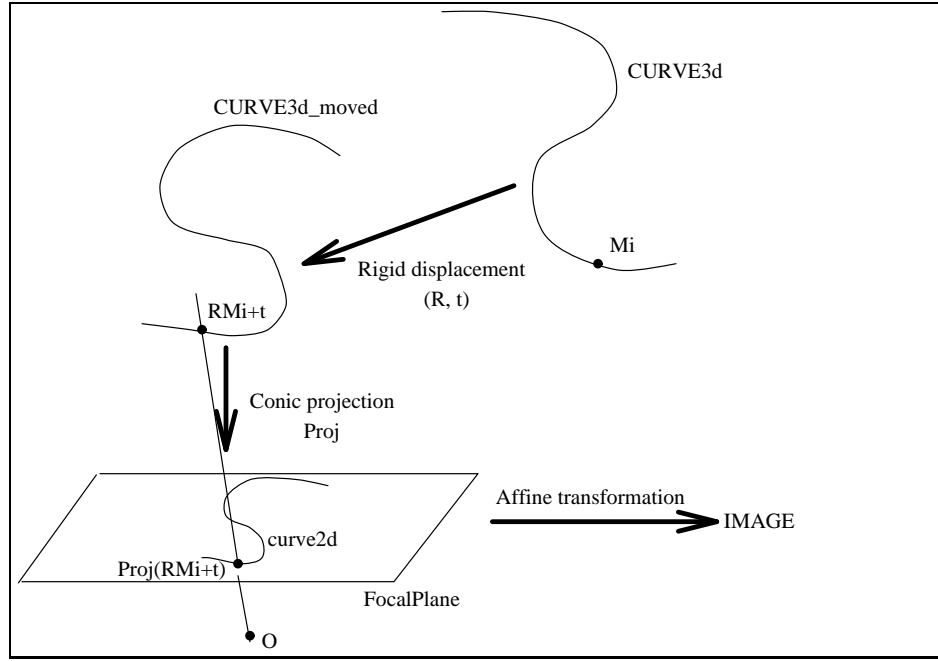 CURVE3d
CURVE3d_moved
Mi
Rigid displacement
(R, t)
RMi+t
Conic projection
Proj
Affine transformation
IMAGE
curve2d
Proj(RMi+t)
FocalPlane
O